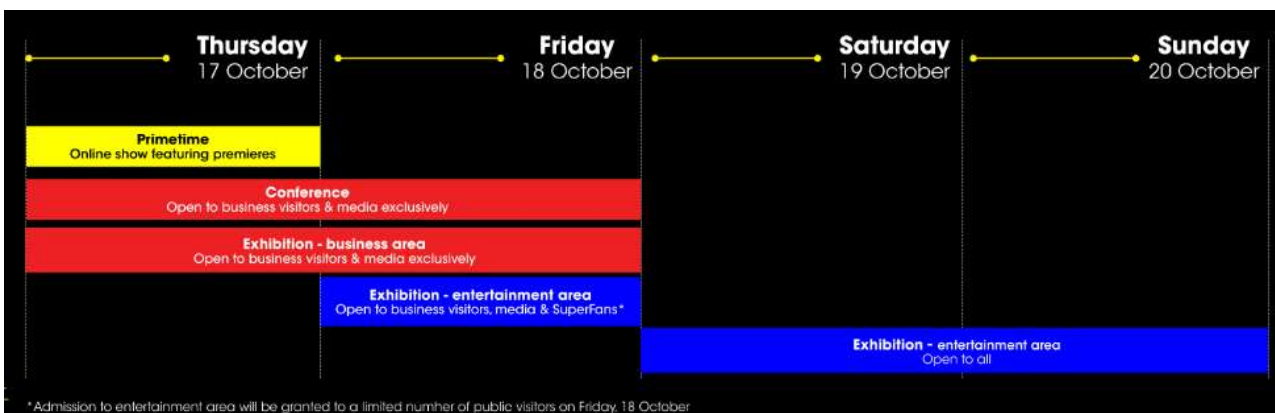 Thursday
17 October
Friday
18 October
Saturday
19 October
Sunday
20 October
Primetime
Online show featuring premieres
Conference
Open to business visitors & media exclusively
Exhibition - business area
Open to business visitors & media exclusively
Exhibition - entertainment area
Open to business visitors, media & SuperFans*
Exhibition - entertainment area
Open to all
*Admission to entertainment area will be granted to a limited number of public visitors on Friday, 18 October